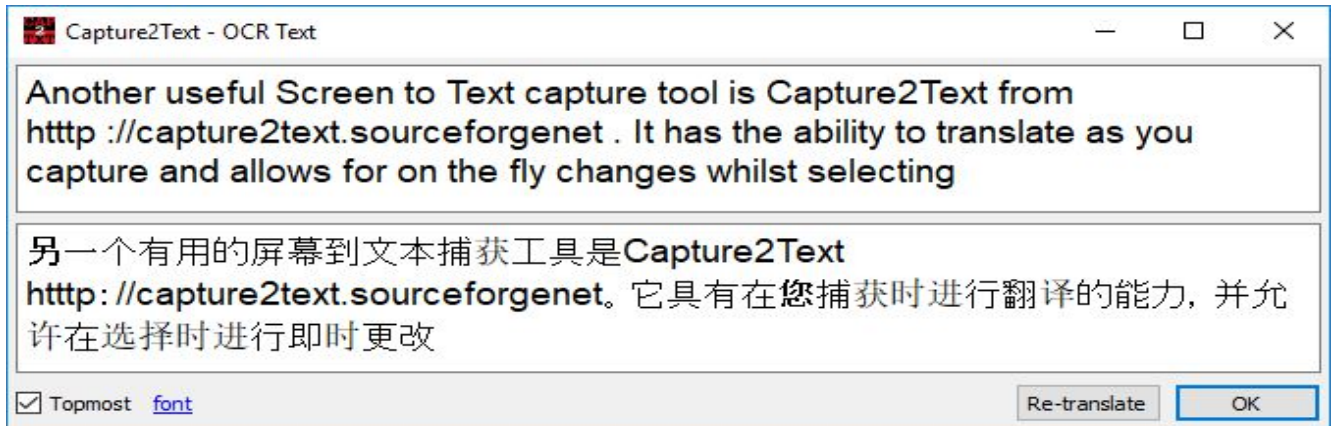 Capture2Text - OCR Text
Another useful Screen to Text capture tool is Capture2Text from
htttp ://capture2text.sourceforgenet . It has the ability to translate as you
capture and allows for on the fly changes whilst selecting
另一个有用的屏幕到文本捕获工具是Capture2Text
htttp://capture2text.sourceforgenet。它具有在您捕获时进行翻译的能力, 并允
许在选择时进行即时更改
Topmost font Re-translate OK